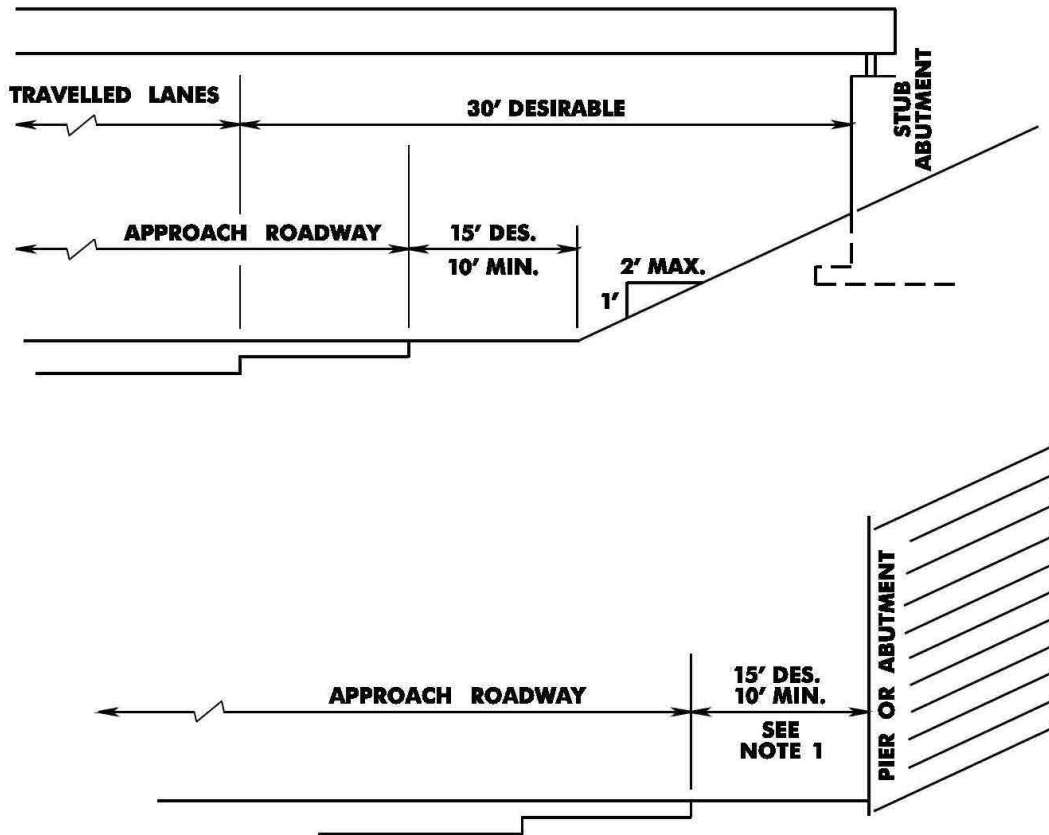 TRAVELLED LANES
30' DESIRABLE
STUB
ABUTMENT
APPROACH ROADWAY
15' DES.
10' MIN.
2' MAX.
1'
APPROACH ROADWAY
15' DES.
10' MIN.
SEE
NOTE 1
PIER OR ABUTMENT